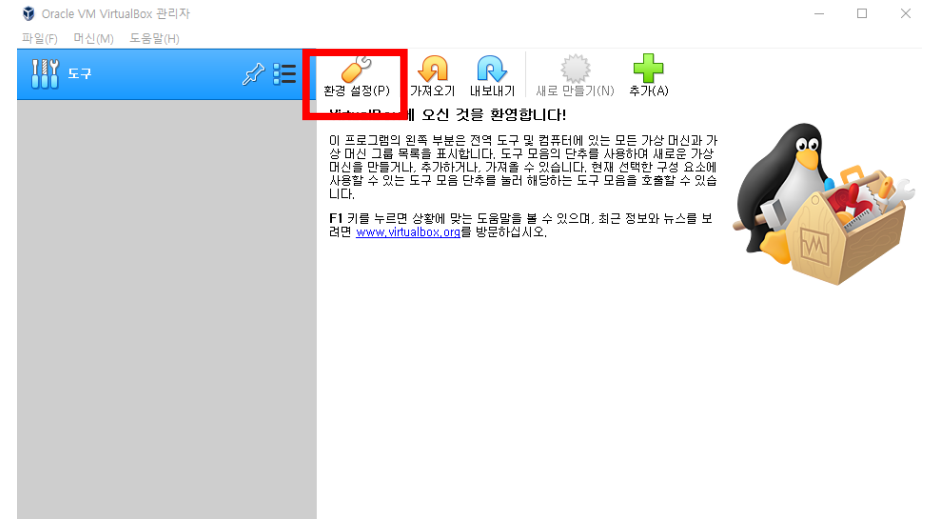 Oracle VM VirtualBox 관리자
파일(F) 머신(M) 도움말(H)
도구
환경 설정(P) 가져오기 내보내기 새로 만들기(N) 추가(A)
에 오신 것을 환영합니다!
이 프로그램의 왼쪽 부분은 전역 도구 및 컴퓨터에 있는 모든 가상 머신과 가
상 머신 그룹 목록을 표시합니다. 도구 모음의 단추를 사용하여 새로운 가상
머신을 만들거나, 추가하거나, 가져올 수 있습니다. 현재 선택한 구성 요소에
사용할 수 있는 도구 모음 단추를 눌러 해당하는 도구 모음을 호출할 수 있습
니다.
F1 키를 누르면 상황에 맞는 도움말을 볼 수 있으며, 최근 정보와 뉴스를 보
려면 www.virtualbox.org를 방문하십시오.